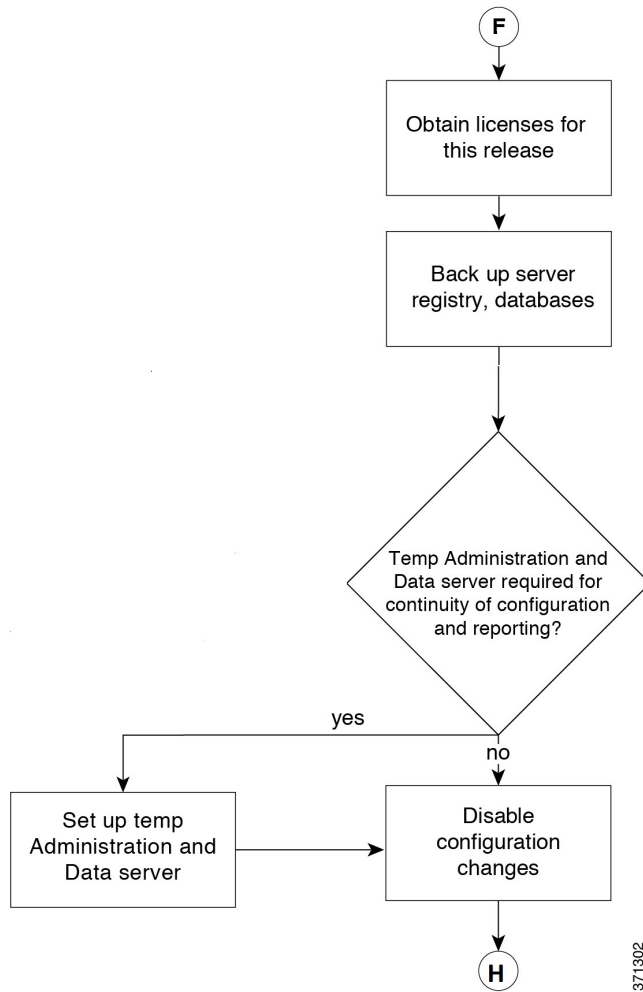 F
Obtain licenses for
this release
Back up server
registry, databases
Temp Administration and
Data server required for
continuity of configuration
and reporting?
yes
no
Set up temp
Administration and
Data server
Disable
configuration
changes
H
371302